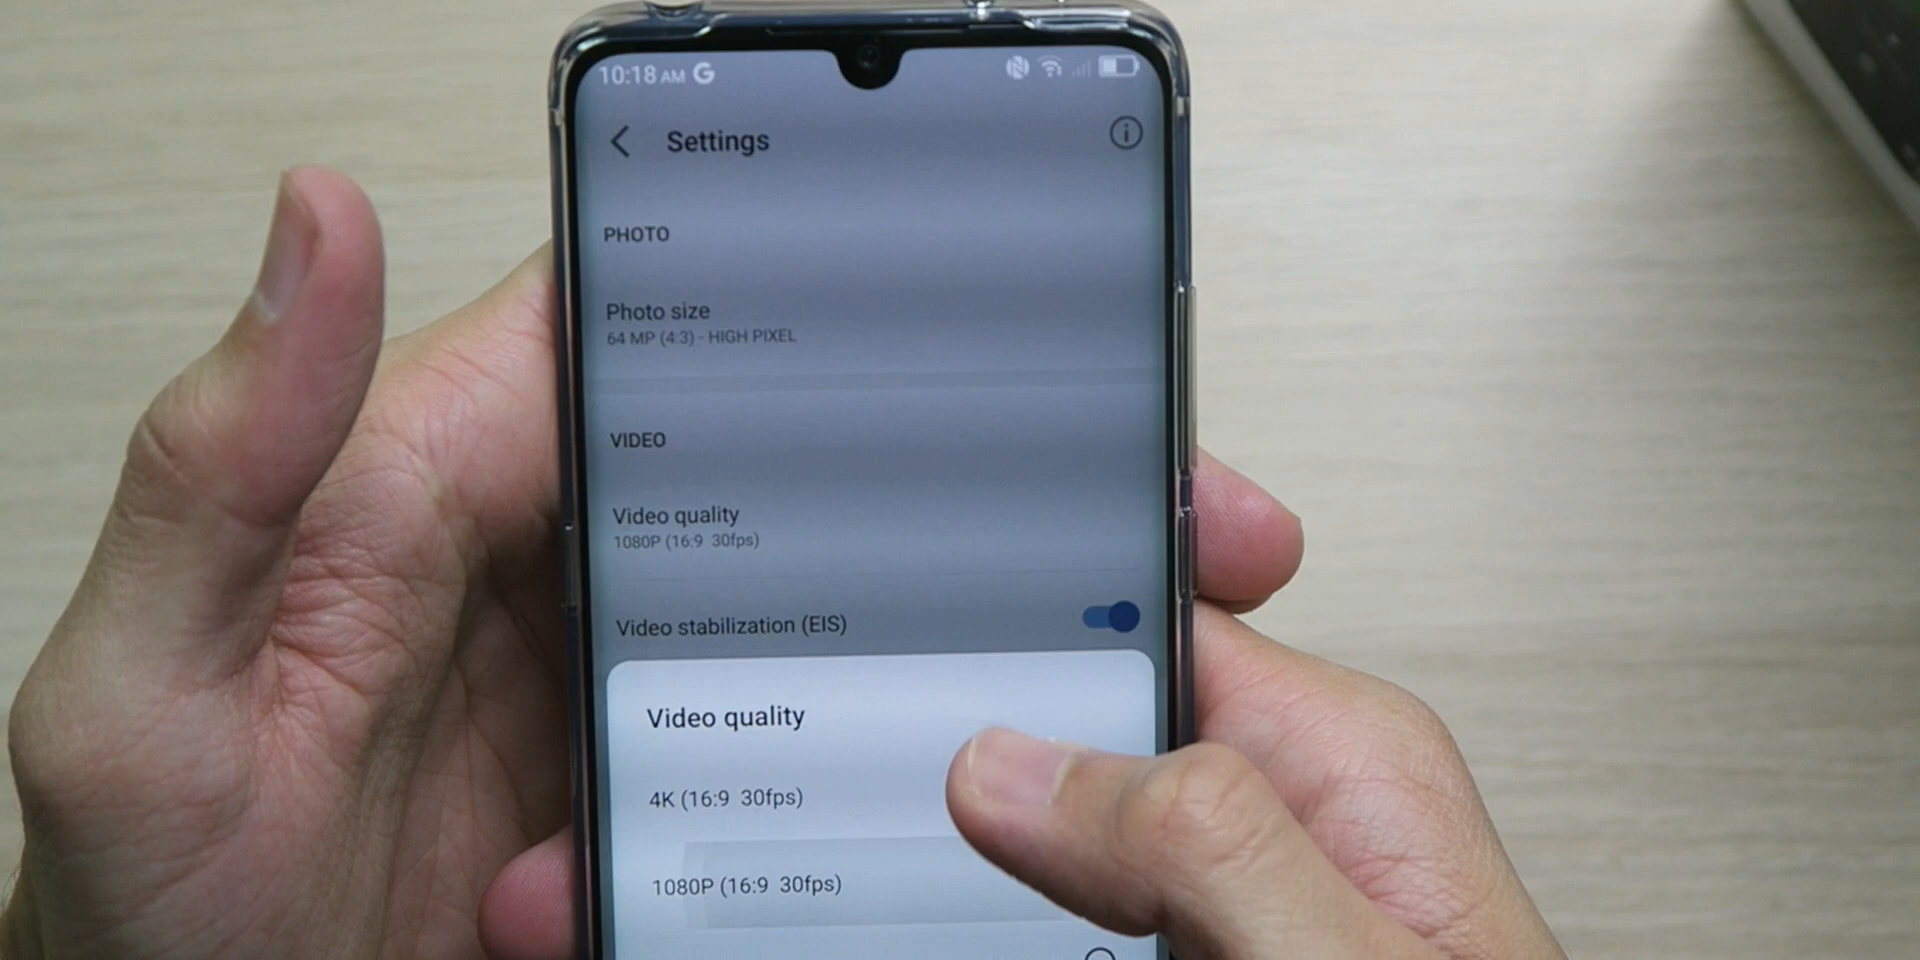 10:18 AM G
Settings
PHOTO
Photo size
64 MP (4:3) - HIGH PIXEL
VIDEO
Video quality
1080P (16:9 30fps)
Video stabilization (EIS)
Video quality
4K (16:9 30fps)
1080P (16:9 30fps)